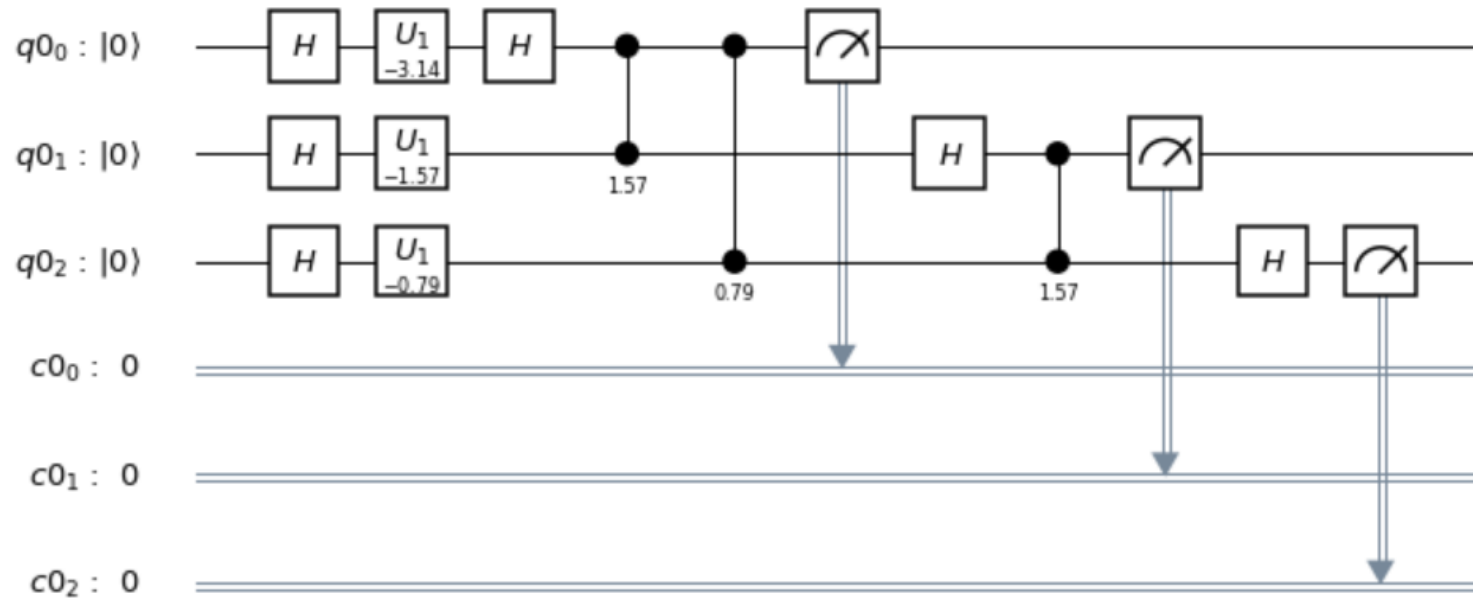 q0₀ : |0⟩ H U₁ −3.14 H
q0₁ : |0⟩ H U₁ −1.57 1.57 H
q0₂ : |0⟩ H U₁ −0.79 0.79 1.57 H
c0₀ : 0
c0₁ : 0
c0₂ : 0